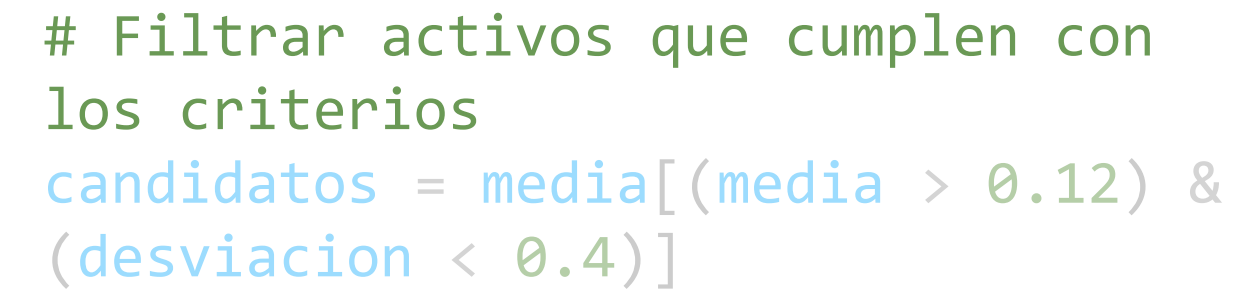 # Filtrar activos que cumplen con
los criterios
candidatos = media[(media > 0.12) &
(desviacion < 0.4)]